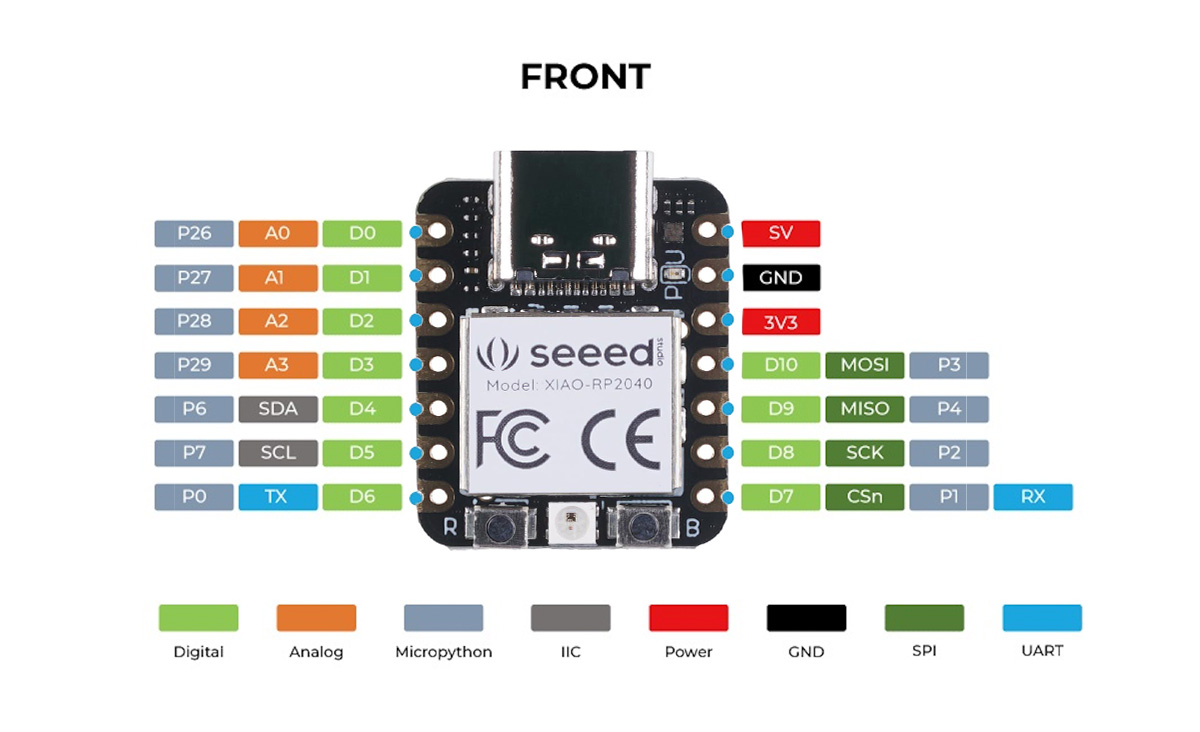 FRONT
P26 A0 D0 SV
P27 A1 D1 GND
P28 A2 D2 3V3
P29 A3 D3 D10 MOSI P3
P6 SDA D4 D9 MISO P4
P7 SCL D5 D8 SCK P2
P0 TX D6 D7 CSn P1 RX
PWU
seeed studio
Model: XIAO-RP2040
FC CE
R B
Digital Analog Micropython IIC Power GND SPI UART